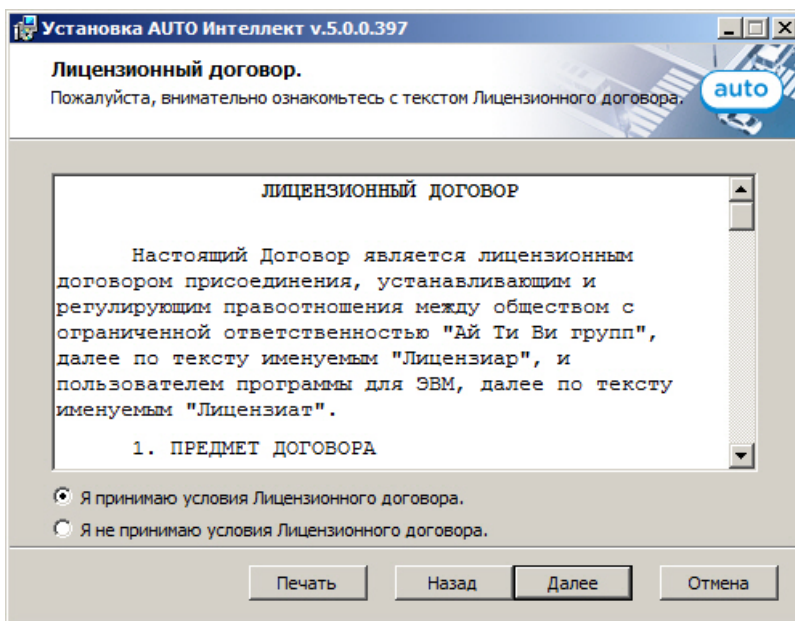 Установка AUTO Интеллект v.5.0.0.397
Лицензионный договор.
Пожалуйста, внимательно ознакомьтесь с текстом Лицензионного договора.
auto
ЛИЦЕНЗИОННЫЙ ДОГОВОР
Настоящий Договор является лицензионным
договором присоединения, устанавливающим и
регулирующим правоотношения между обществом с
ограниченной ответственностью "Ай Ти Ви групп",
далее по тексту именуемым "Лицензиар", и
пользователем программы для ЭВМ, далее по тексту
именуемым "Лицензиат".
1. ПРЕДМЕТ ДОГОВОРА
Я принимаю условия Лицензионного договора.
Я не принимаю условия Лицензионного договора.
Печать Назад Далее Отмена